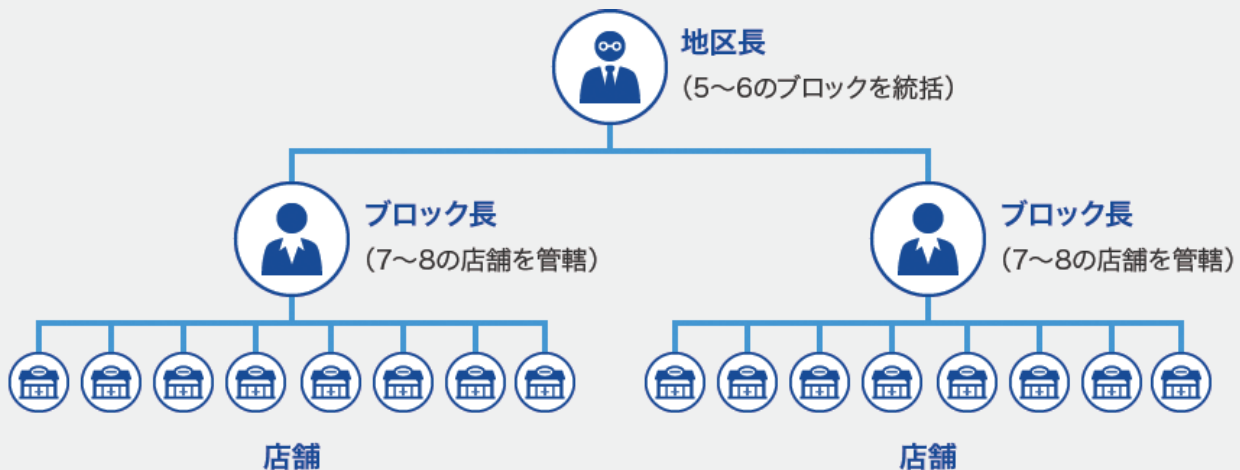 地区長
（5〜6のブロックを統括）
ブロック長
（7〜8の店舗を管轄）
ブロック長
（7〜8の店舗を管轄）
店舗
店舗